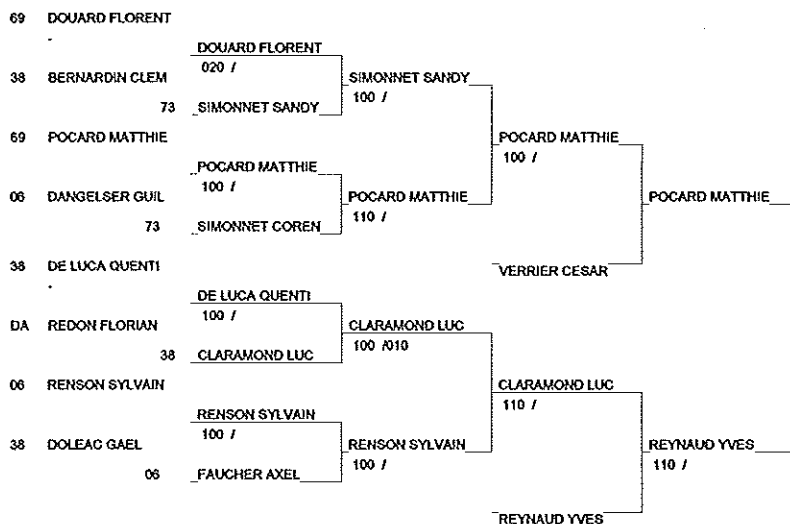 69 DOUARD FLORENT
-
DOUARD FLORENT
020 /
38 BERNARDIN CLEM
SIMONNET SANDY
100 /
73 SIMONNET SANDY
69 POCARD MATTHIE
POCARD MATTHIE
100 /
POCARD MATTHIE
100 /
06 DANGELSER GUIL
POCARD MATTHIE
110 /
POCARD MATTHIE
73 SIMONNET COREN
38 DE LUCA QUENTI
-
VERRIER CESAR
DE LUCA QUENTI
100 /
DA REDON FLORIAN
CLARAMOND LUC
100 /010
38 CLARAMOND LUC
06 RENSON SYLVAIN
CLARAMOND LUC
110 /
RENSON SYLVAIN
100 /
38 DOLEAC GAEL
RENSON SYLVAIN
100 /
REYNAUD YVES
110 /
06 FAUCHER AXEL
REYNAUD YVES